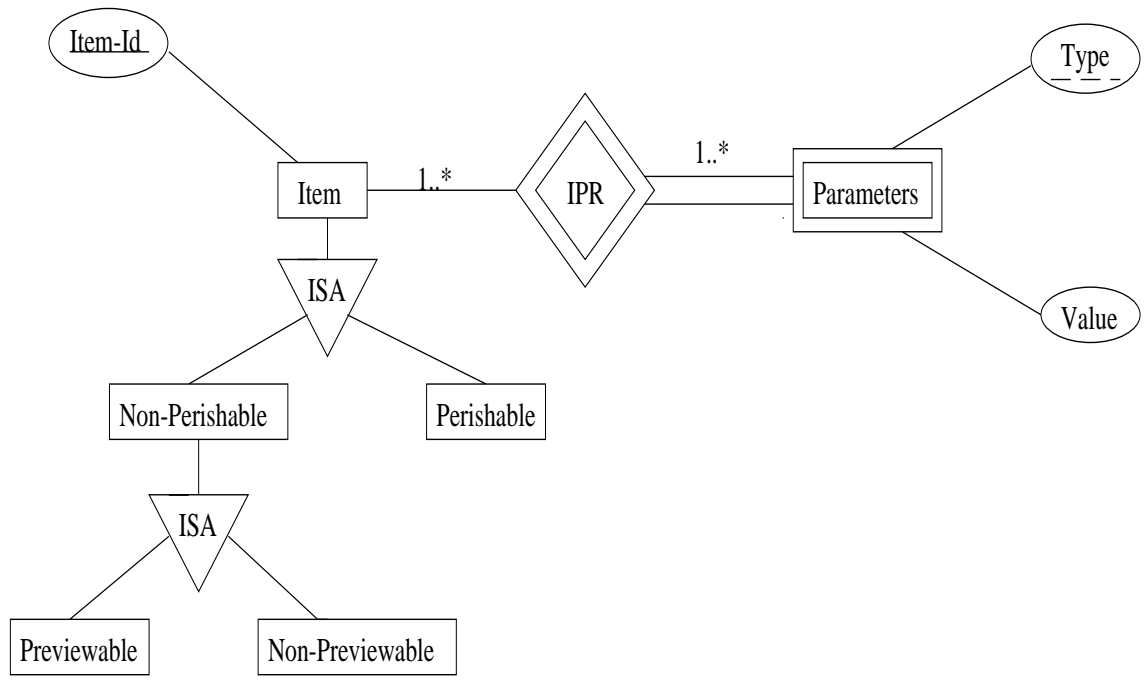 Item-Id
Type
1..*
1..*
Item
IPR
Parameters
ISA
Value
Non-Perishable
Perishable
ISA
Previewable
Non-Previewable